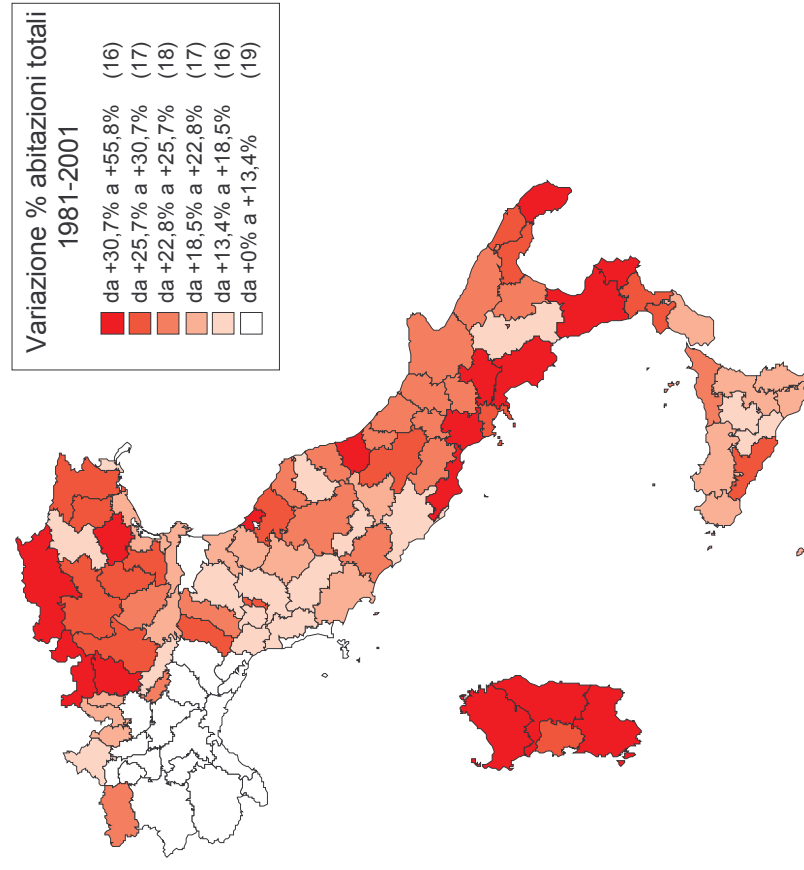 Variazione % abitazioni totali
1981-2001
da +30,7% a +55,8% (16)
da +25,7% a +30,7% (17)
da +22,8% a +25,7% (18)
da +18,5% a +22,8% (17)
da +13,4% a +18,5% (16)
da +0% a +13,4% (19)